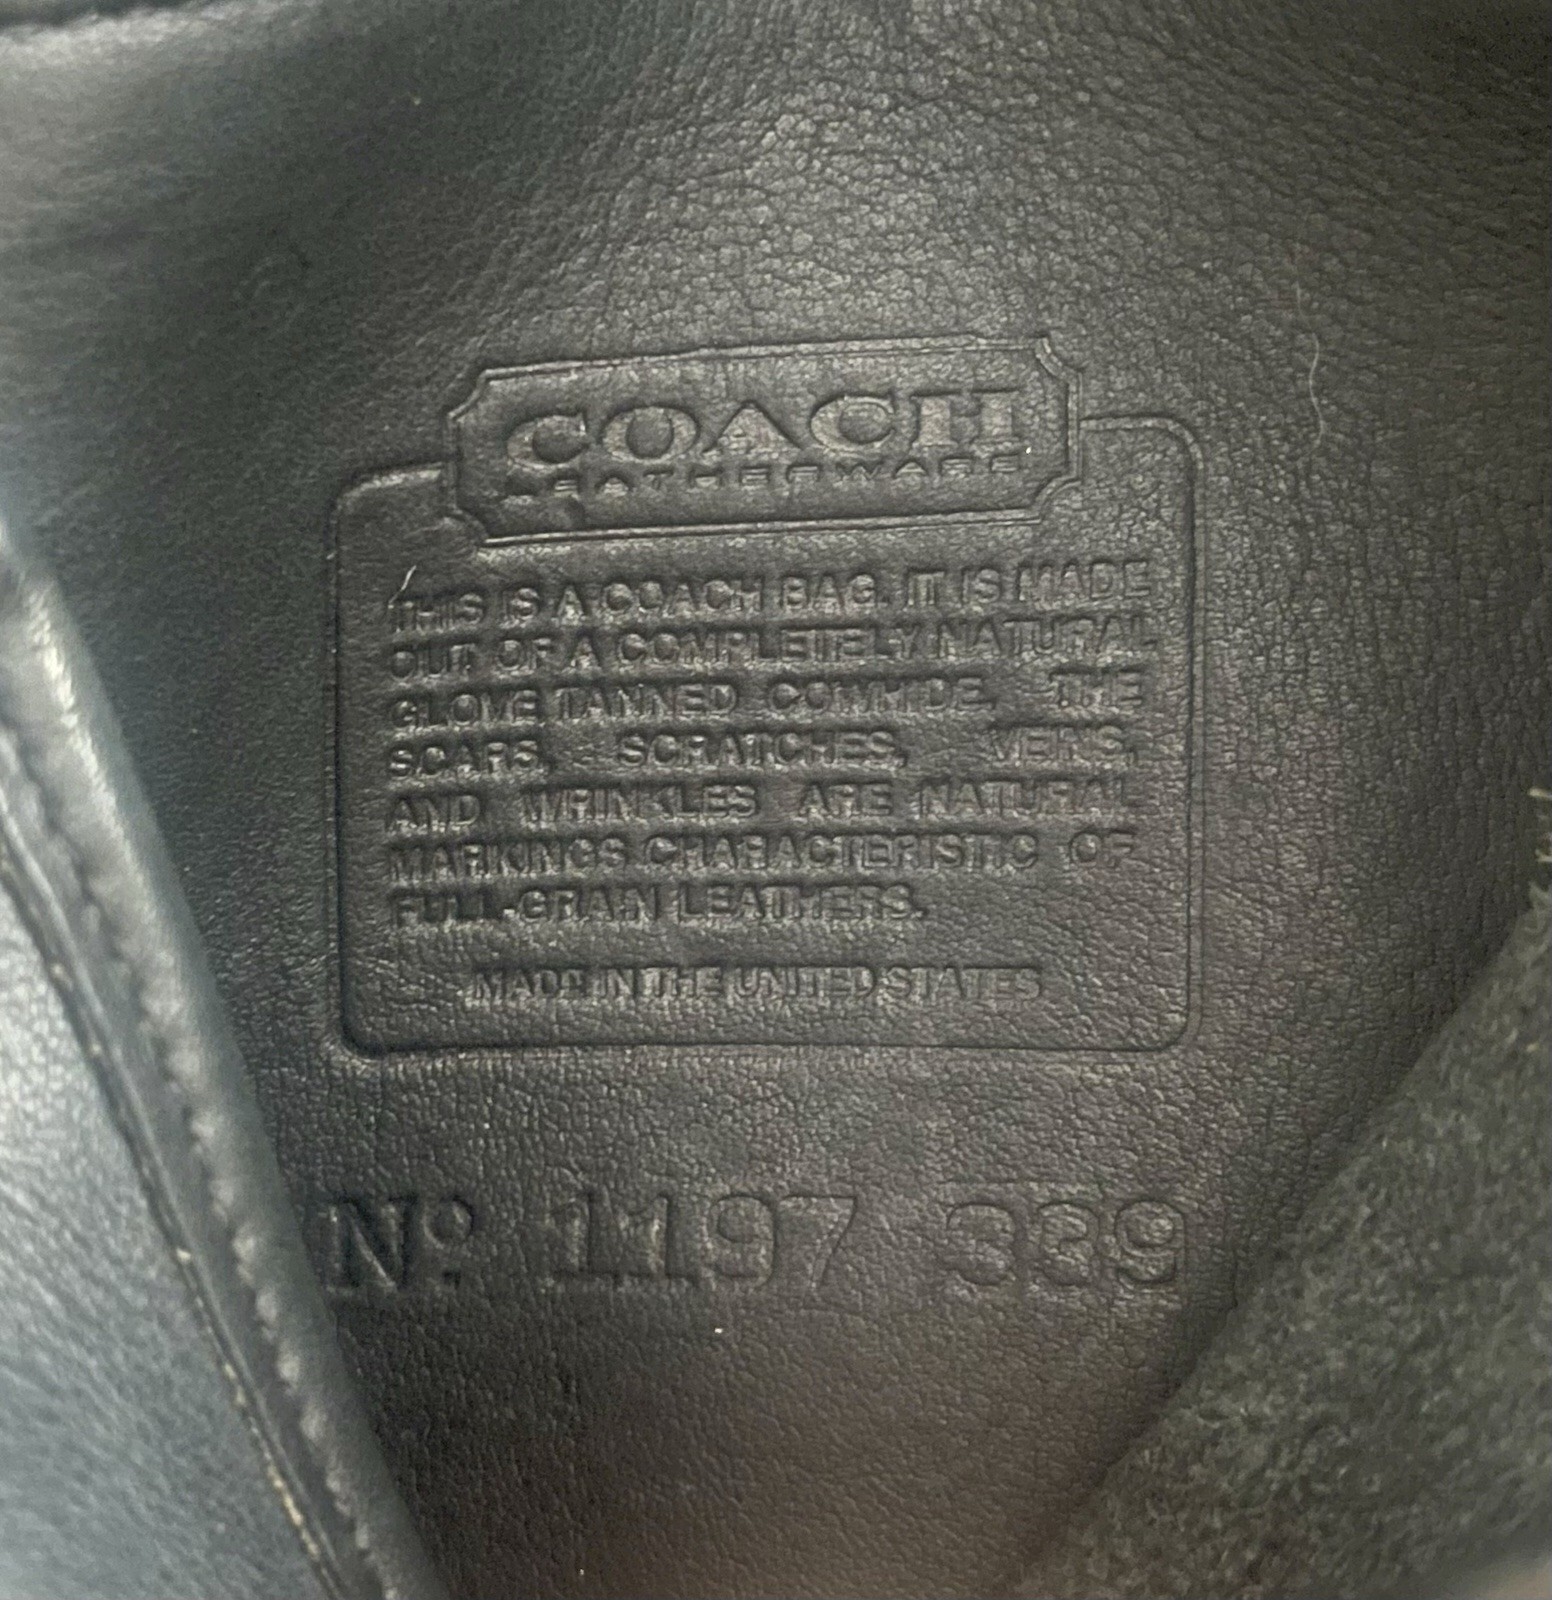 COACH
LEATHERWARE
THIS IS A COACH BAG. IT IS MADE
OUT OF A COMPLETELY NATURAL
GLOVE TANNED COWHIDE. THE
SCARS, SCRATCHES, VEINS,
AND WRINKLES ARE NATURAL
MARKINGS CHARACTERISTIC OF
FULL-GRAIN LEATHERS.
MADE IN THE UNITED STATES
Nº 1197-339